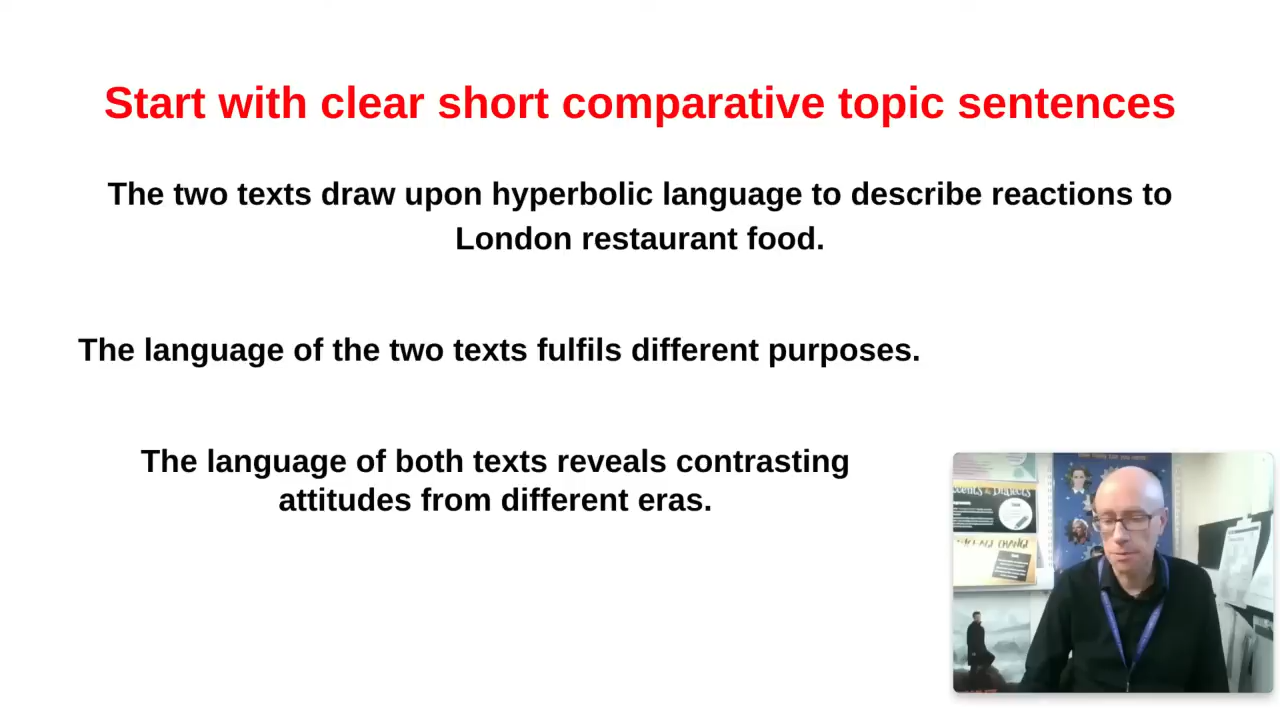 Start with clear short comparative topic sentences
The two texts draw upon hyperbolic language to describe reactions to
London restaurant food.
The language of the two texts fulfils different purposes.
The language of both texts reveals contrasting
attitudes from different eras.